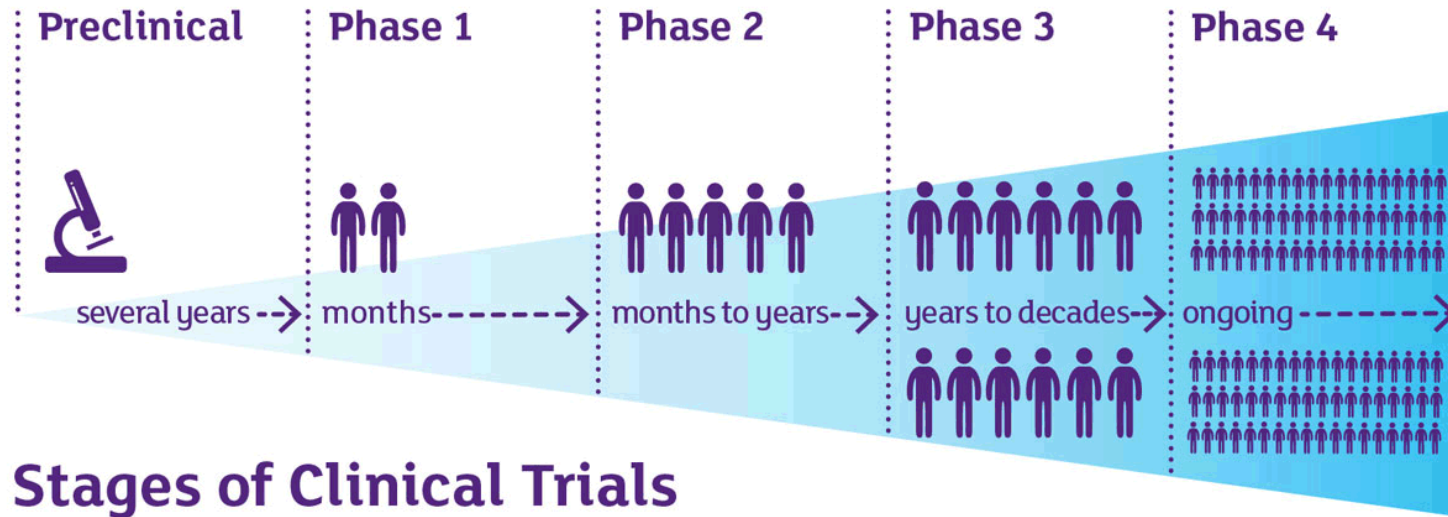 Preclinical
Phase 1
Phase 2
Phase 3
Phase 4
several years
months
months to years
years to decades
ongoing
Stages of Clinical Trials